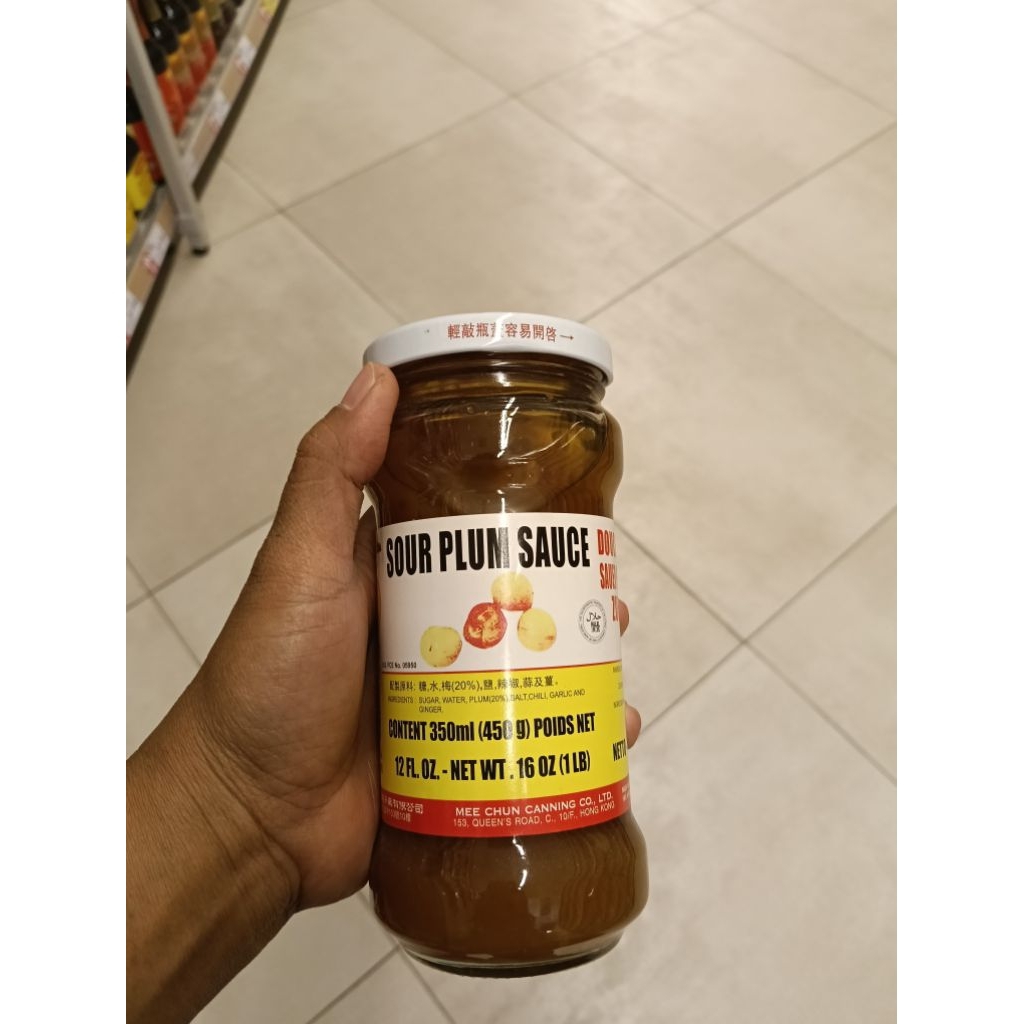 輕敲瓶蓋容易開啓→
SOUR PLUM SAUCE
حلال
配製原料: 糖,水,梅(20%),鹽,辣椒,蒜及薑。
INGREDIENTS: SUGAR, WATER, PLUM(20%),SALT,CHILI, GARLIC AND
GINGER.
CONTENT 350ml (450 g) POIDS NET
12 FL. OZ. - NET WT. 16 OZ (1 LB)
MEE CHUN CANNING CO., LTD.
153, QUEEN'S ROAD, C., 10/F., HONG KONG